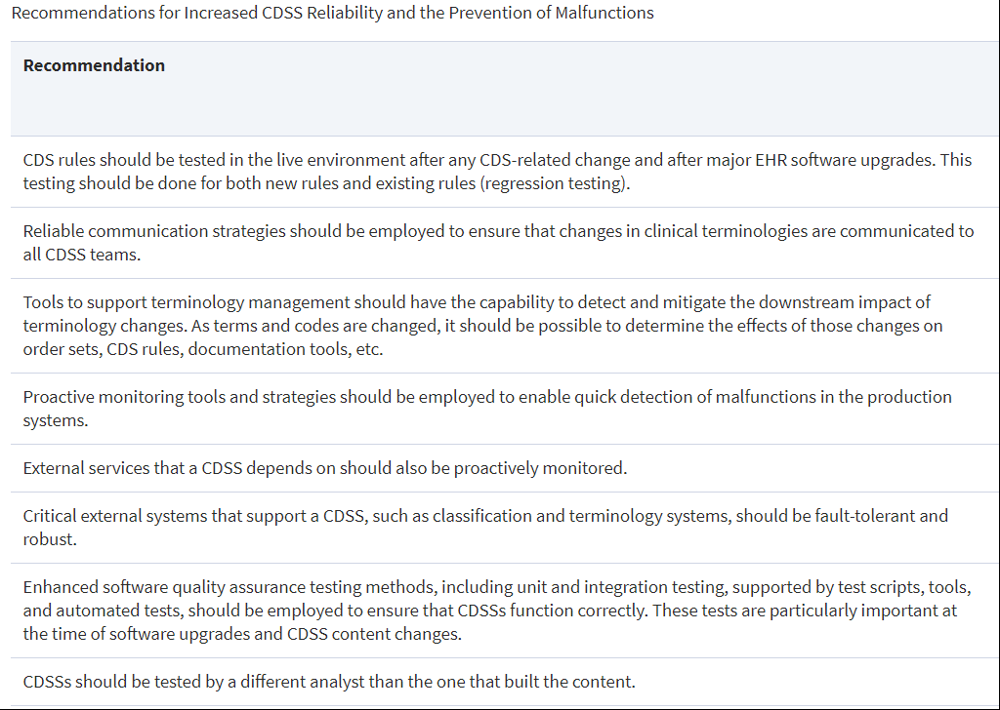 Recommendations for Increased CDSS Reliability and the Prevention of Malfunctions
Recommendation
CDS rules should be tested in the live environment after any CDS-related change and after major EHR software upgrades. This
testing should be done for both new rules and existing rules (regression testing).
Reliable communication strategies should be employed to ensure that changes in clinical terminologies are communicated to
all CDSS teams.
Tools to support terminology management should have the capability to detect and mitigate the downstream impact of
terminology changes. As terms and codes are changed, it should be possible to determine the effects of those changes on
order sets, CDS rules, documentation tools, etc.
Proactive monitoring tools and strategies should be employed to enable quick detection of malfunctions in the production
systems.
External services that a CDSS depends on should also be proactively monitored.
Critical external systems that support a CDSS, such as classification and terminology systems, should be fault-tolerant and
robust.
Enhanced software quality assurance testing methods, including unit and integration testing, supported by test scripts, tools,
and automated tests, should be employed to ensure that CDSSs function correctly. These tests are particularly important at
the time of software upgrades and CDSS content changes.
CDSSs should be tested by a different analyst than the one that built the content.